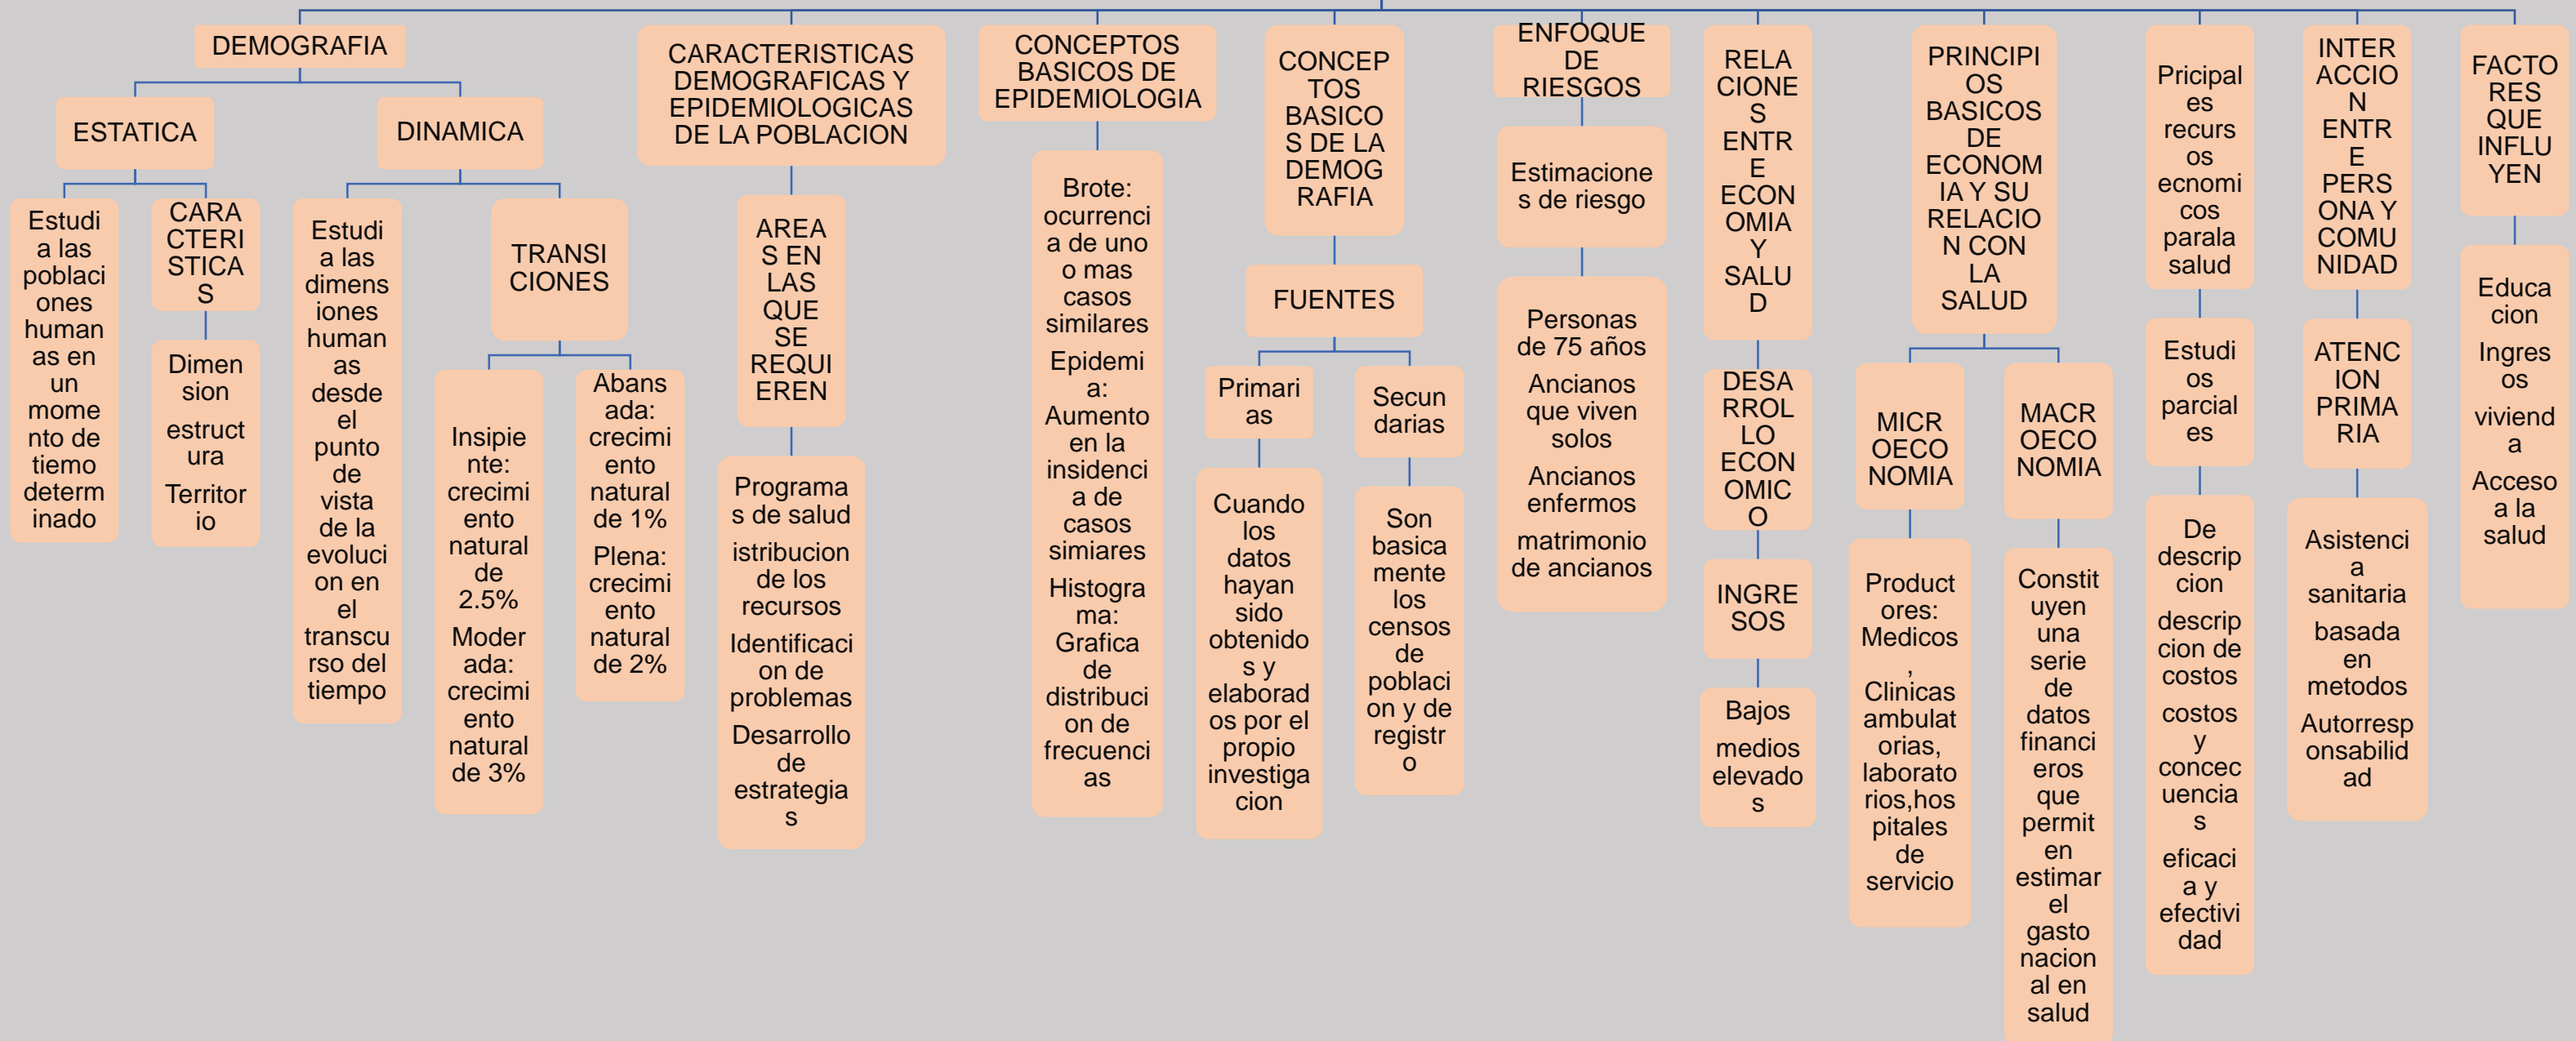 DEMOGRAFIA
ESTATICA
Estudi
a las
poblaci
ones
human
as en
un
mome
nto de
tiemo
determ
inado
CARA
CTERI
STICA
S
Dimen
sion
estruct
ura
Territor
io
DINAMICA
Estudi
a las
dimens
iones
human
as
desde
el
punto
de
vista
de la
evoluci
on en
el
transcu
rso del
tiempo
TRANSI
CIONES
Insipie
nte:
crecimi
ento
natural
de
2.5%
Moder
ada:
crecimi
ento
natural
de 3%
Abans
ada:
crecimi
ento
natural
de 1%
Plena:
crecimi
ento
natural
de 2%
CARACTERISTICAS
DEMOGRAFICAS Y
EPIDEMIOLOGICAS
DE LA POBLACION
AREA
S EN
LAS
QUE
SE
REQUI
EREN
Programa
s de salud
istribucion
de los
recursos
Identificaci
on de
problemas
Desarrollo
de
estrategia
s
CONCEPTOS
BASICOS DE
EPIDEMIOLOGIA
Brote:
ocurrenci
a de uno
o mas
casos
similares
Epidemi
a:
Aumento
en la
insidenci
a de
casos
simiares
Histogra
ma:
Grafica
de
distribuci
on de
frecuenci
as
CONCEP
TOS
BASICO
S DE LA
DEMOG
RAFIA
FUENTES
Primari
as
Cuando
los
datos
hayan
sido
obtenido
s y
elaborad
os por el
propio
investiga
cion
Secun
darias
Son
basica
mente
los
censos
de
poblaci
on y de
registr
o
ENFOQUE
DE
RIESGOS
Estimacione
s de riesgo
Personas
de 75 años
Ancianos
que viven
solos
Ancianos
enfermos
matrimonio
de ancianos
RELA
CIONE
S
ENTR
E
ECON
OMIA
Y
SALU
D
DESA
RROL
LO
ECON
OMIC
O
INGRE
SOS
Bajos
medios
elevado
s
PRINCIPI
OS
BASICOS
DE
ECONOM
IA Y SU
RELACIO
N CON
LA
SALUD
MICR
OECO
NOMIA
Product
ores:
Medicos
,
Clinicas
ambulat
orias,
laborato
rios,hos
pitales
de
servicio
MACR
OECO
NOMIA
Constit
uyen
una
serie
de
datos
financi
eros
que
permit
en
estimar
el
gasto
nacion
al en
salud
Pricipal
es
recurs
os
ecnomi
cos
parala
salud
Estudi
os
parcial
es
De
descrip
cion
descrip
cion de
costos
costos
y
concec
uencia
s
eficaci
a y
efectivi
dad
INTER
ACCIO
N
ENTR
E
PERS
ONA Y
COMU
NIDAD
ATENC
ION
PRIMA
RIA
Asistenci
a
sanitaria
basada
en
metodos
Autorresp
onsabilid
ad
FACTO
RES
QUE
INFLU
YEN
Educa
cion
Ingres
os
viviend
a
Acceso
a la
salud